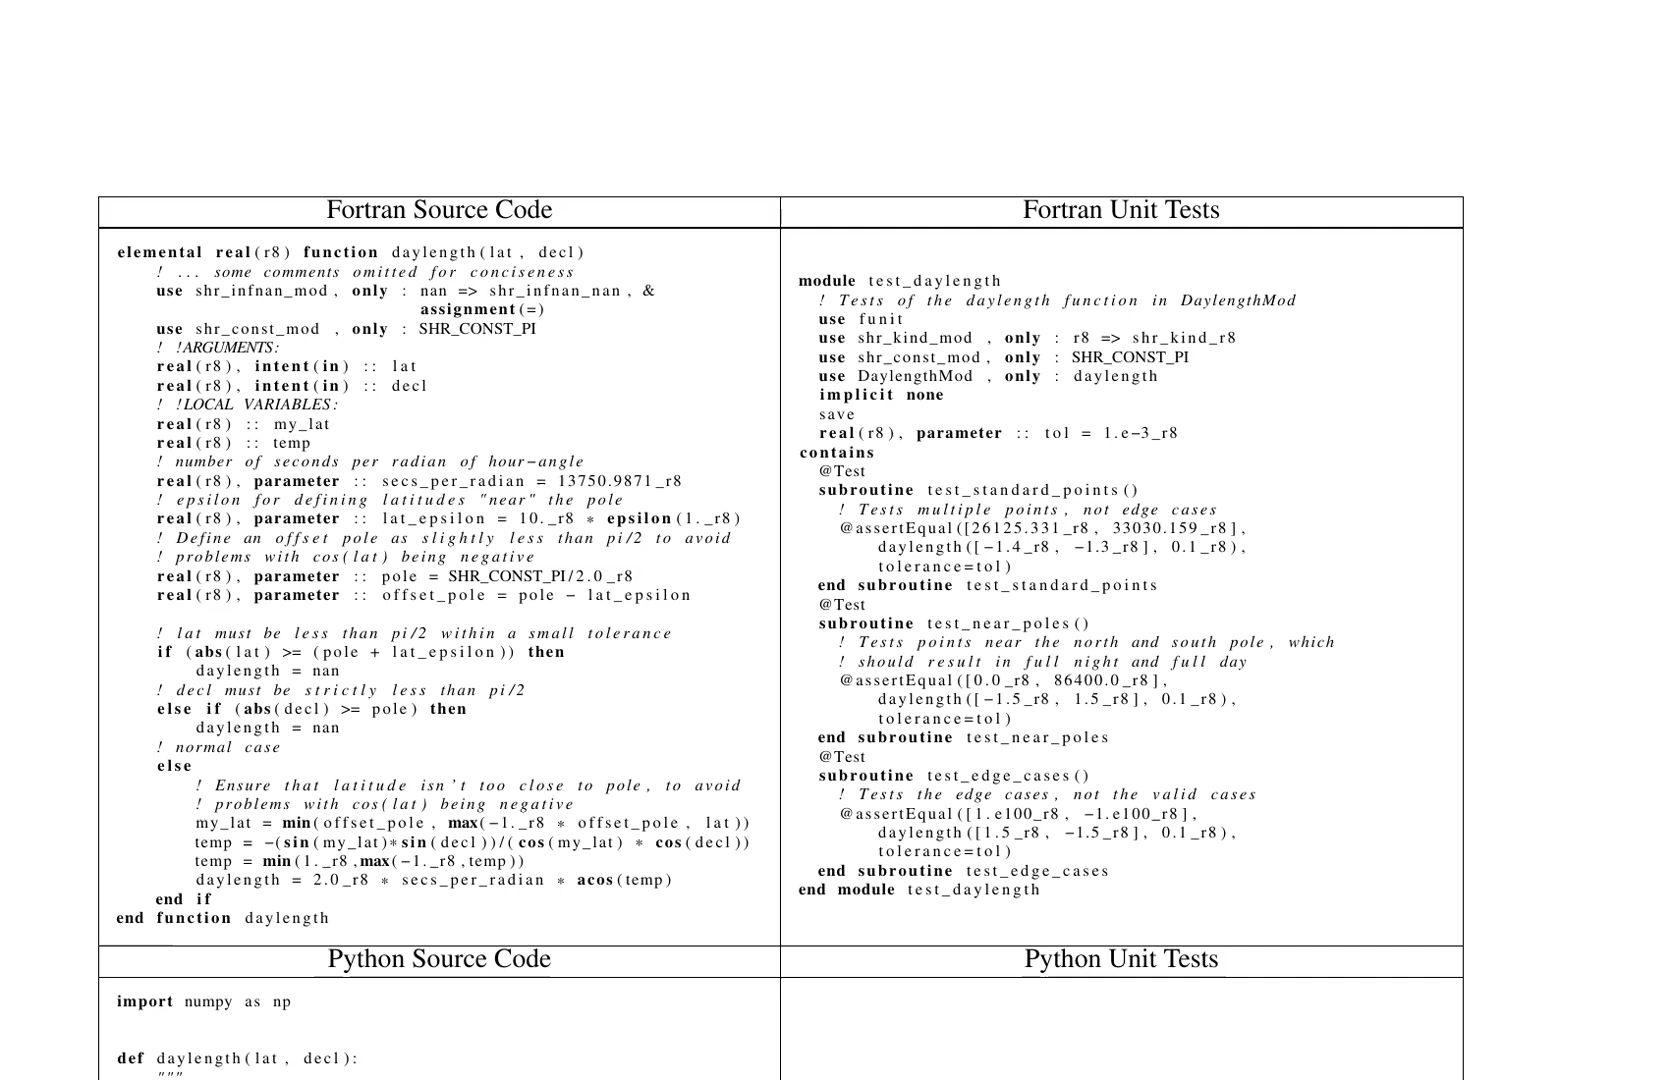 Fortran Source Code
elemental real(r8) function daylength(lat, decl)
! ... some comments omitted for conciseness
use shr_infnan_mod, only : nan => shr_infnan_nan, &
assignment(=)
use shr_const_mod , only : SHR_CONST_PI
! !ARGUMENTS:
real(r8), intent(in) :: lat
real(r8), intent(in) :: decl
! !LOCAL VARIABLES:
real(r8) :: my_lat
real(r8) :: temp
! number of seconds per radian of hour−angle
real(r8), parameter :: secs_per_radian = 13750.9871_r8
! epsilon for defining latitudes "near" the pole
real(r8), parameter :: lat_epsilon = 10._r8 * epsilon(1._r8)
! Define an offset pole as slightly less than pi/2 to avoid
! problems with cos(lat) being negative
real(r8), parameter :: pole = SHR_CONST_PI/2.0_r8
real(r8), parameter :: offset_pole = pole − lat_epsilon
! lat must be less than pi/2 within a small tolerance
if (abs(lat) >= (pole + lat_epsilon)) then
daylength = nan
! decl must be strictly less than pi/2
else if (abs(decl) >= pole) then
daylength = nan
! normal case
else
! Ensure that latitude isn't too close to pole, to avoid
! problems with cos(lat) being negative
my_lat = min(offset_pole, max(−1._r8 * offset_pole, lat))
temp = −(sin(my_lat)*sin(decl))/(cos(my_lat) * cos(decl))
temp = min(1._r8,max(−1._r8,temp))
daylength = 2.0_r8 * secs_per_radian * acos(temp)
end if
end function daylength
Fortran Unit Tests
module test_daylength
! Tests of the daylength function in DaylengthMod
use funit
use shr_kind_mod , only : r8 => shr_kind_r8
use shr_const_mod, only : SHR_CONST_PI
use DaylengthMod , only : daylength
implicit none
save
real(r8), parameter :: tol = 1.e−3_r8
contains
@Test
subroutine test_standard_points()
! Tests multiple points, not edge cases
@assertEqual([26125.331_r8, 33030.159_r8],
daylength([−1.4_r8, −1.3_r8], 0.1_r8),
tolerance=tol)
end subroutine test_standard_points
@Test
subroutine test_near_poles()
! Tests points near the north and south pole, which
! should result in full night and full day
@assertEqual([0.0_r8, 86400.0_r8],
daylength([−1.5_r8, 1.5_r8], 0.1_r8),
tolerance=tol)
end subroutine test_near_poles
@Test
subroutine test_edge_cases()
! Tests the edge cases, not the valid cases
@assertEqual([1.e100_r8, −1.e100_r8],
daylength([1.5_r8, −1.5_r8], 0.1_r8),
tolerance=tol)
end subroutine test_edge_cases
end module test_daylength
Python Source Code
import numpy as np
def daylength(lat, decl):
"""
Python Unit Tests